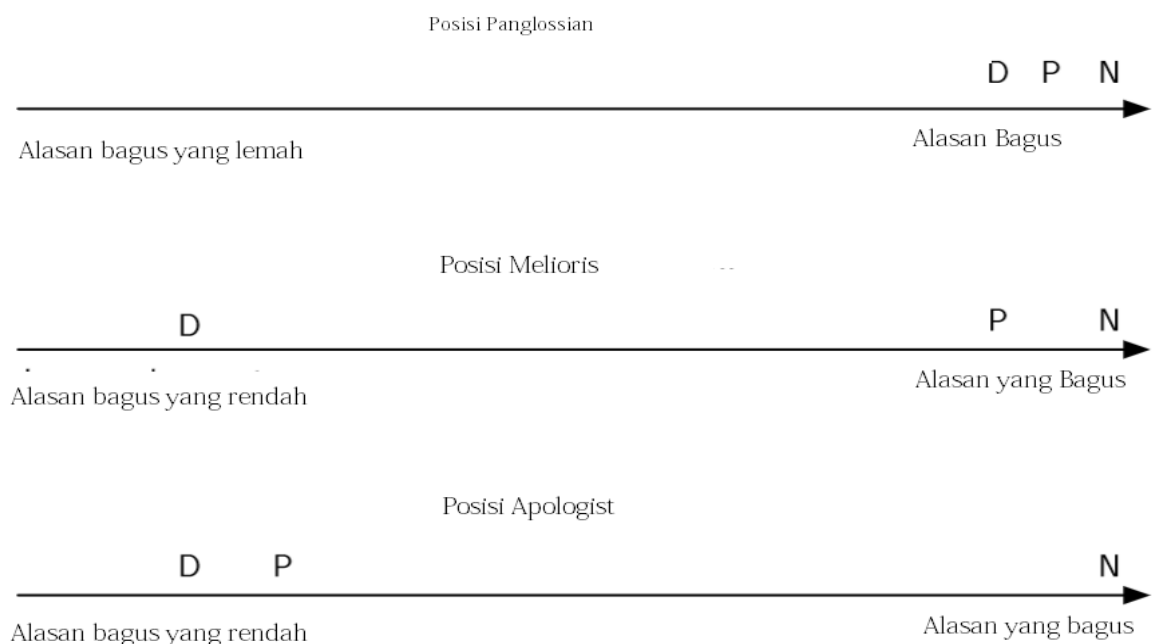 Posisi Panglossian
D P N
Alasan bagus yang lemah
Alasan Bagus
Posisi Melioris
D P N
Alasan bagus yang rendah
Alasan yang Bagus
Posisi Apologist
D P N
Alasan bagus yang rendah
Alasan yang bagus